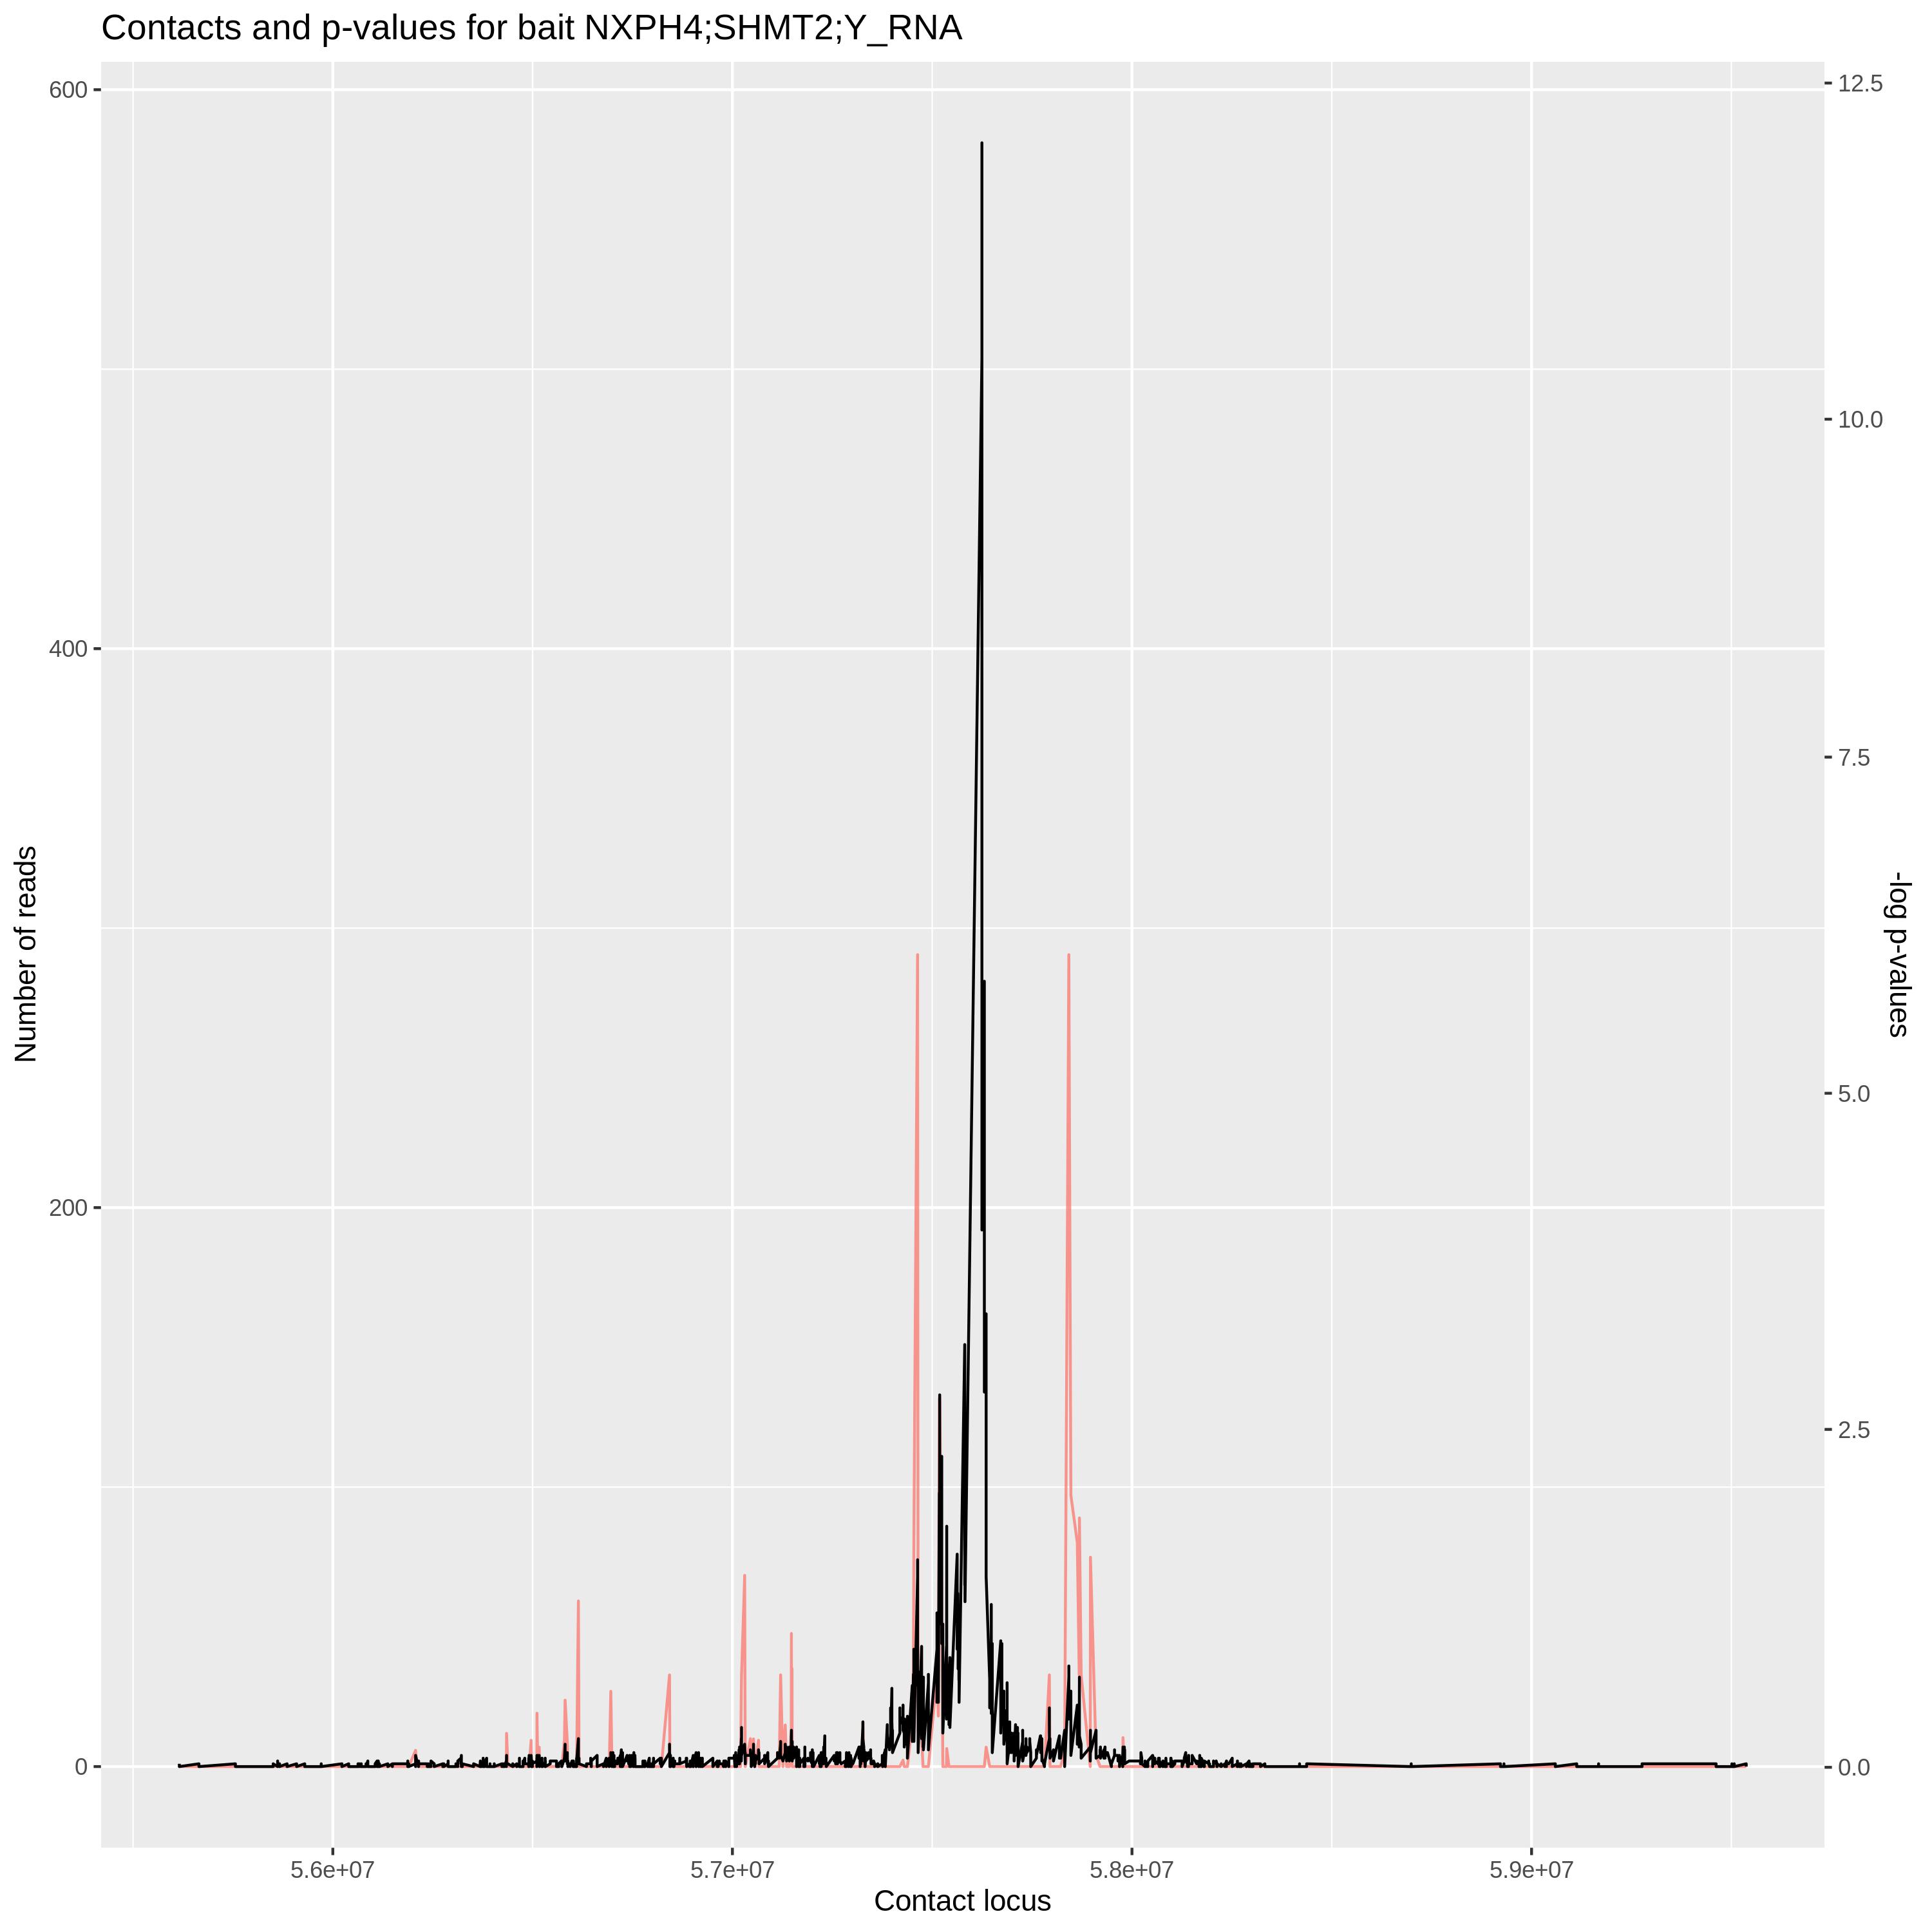 Contacts and p-values for bait NXPH4;SHMT2;Y_RNA
600
400
200
0
Number of reads
12.5
10.0
7.5
5.0
2.5
0.0
-log p-values
5.6e+07
5.7e+07
5.8e+07
5.9e+07
Contact locus